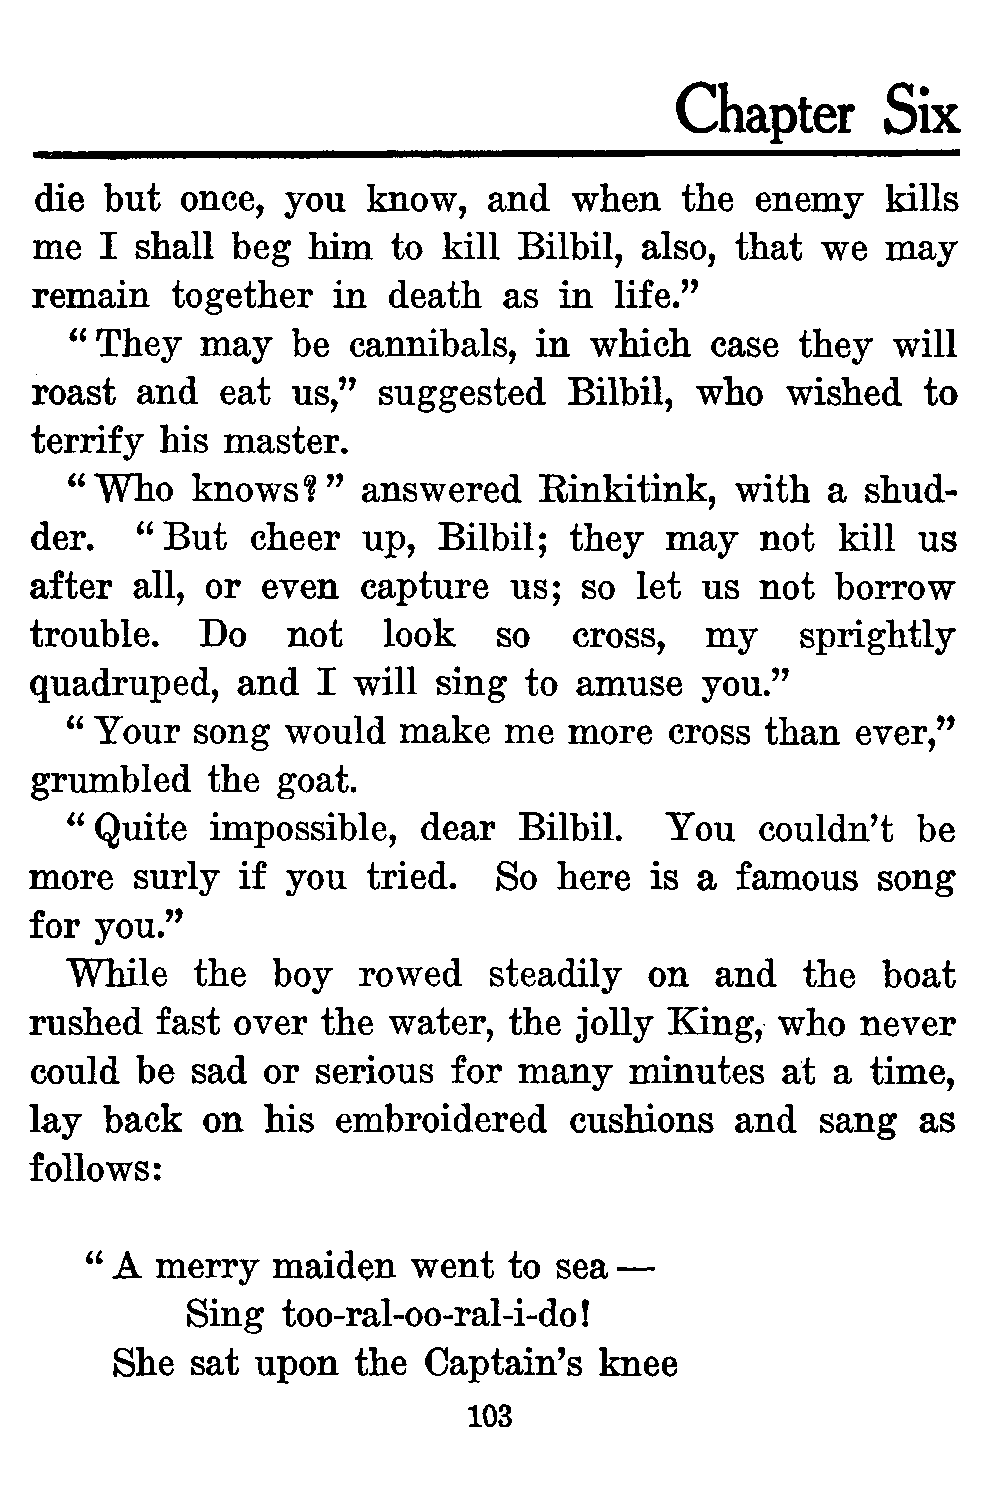 Chapter Six
die but once, you know, and when the enemy kills
me I shall beg him to kill Bilbil, also, that we may
remain together in death as in life.”
“They may be cannibals, in which case they will
roast and eat us,” suggested Bilbil, who wished to
terrify his master.
“Who knows?” answered Rinkitink, with a shud-
der. “But cheer up, Bilbil; they may not kill us
after all, or even capture us; so let us not borrow
trouble. Do not look so cross, my sprightly
quadruped, and I will sing to amuse you.”
“Your song would make me more cross than ever,”
grumbled the goat.
“Quite impossible, dear Bilbil. You couldn’t be
more surly if you tried. So here is a famous song
for you.”
While the boy rowed steadily on and the boat
rushed fast over the water, the jolly King, who never
could be sad or serious for many minutes at a time,
lay back on his embroidered cushions and sang as
follows:
“A merry maiden went to sea —
Sing too-ral-oo-ral-i-do!
She sat upon the Captain’s knee
103